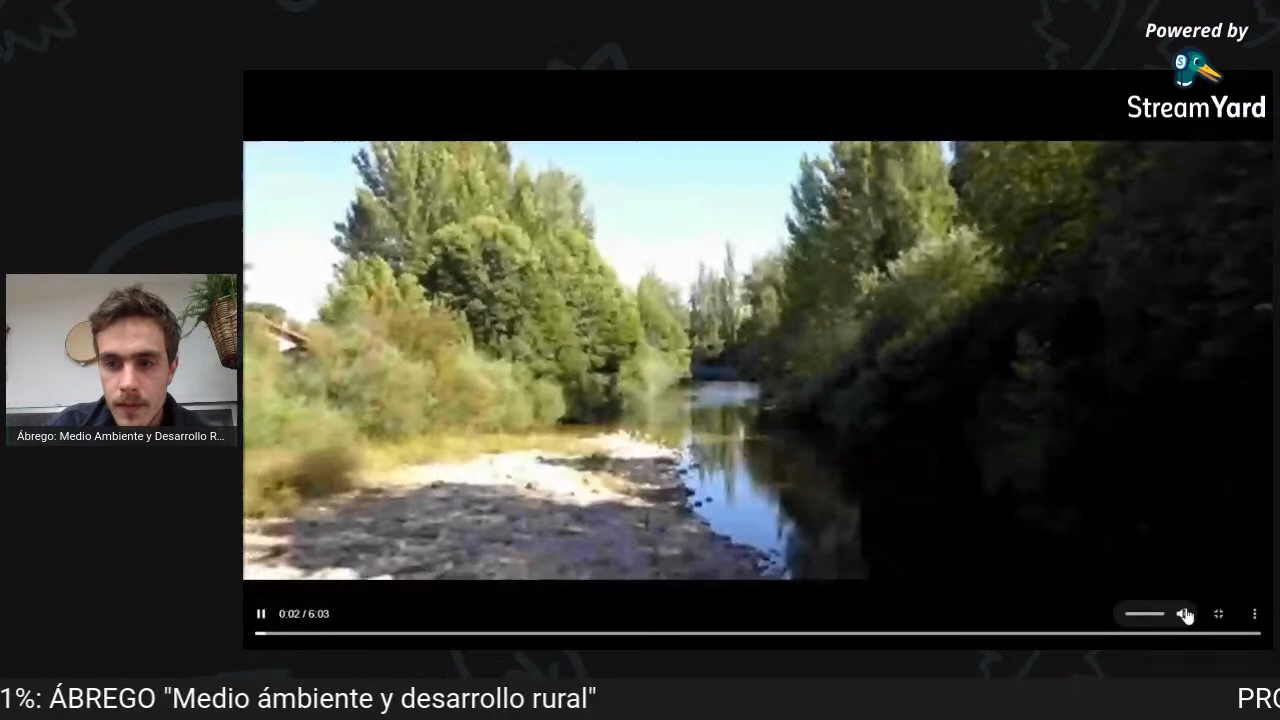 Powered by
StreamYard
Ábrego: Medio Ambiente y Desarrollo R...
0:02 / 6:03
1%: ÁBREGO "Medio ámbiente y desarrollo rural"
PRO